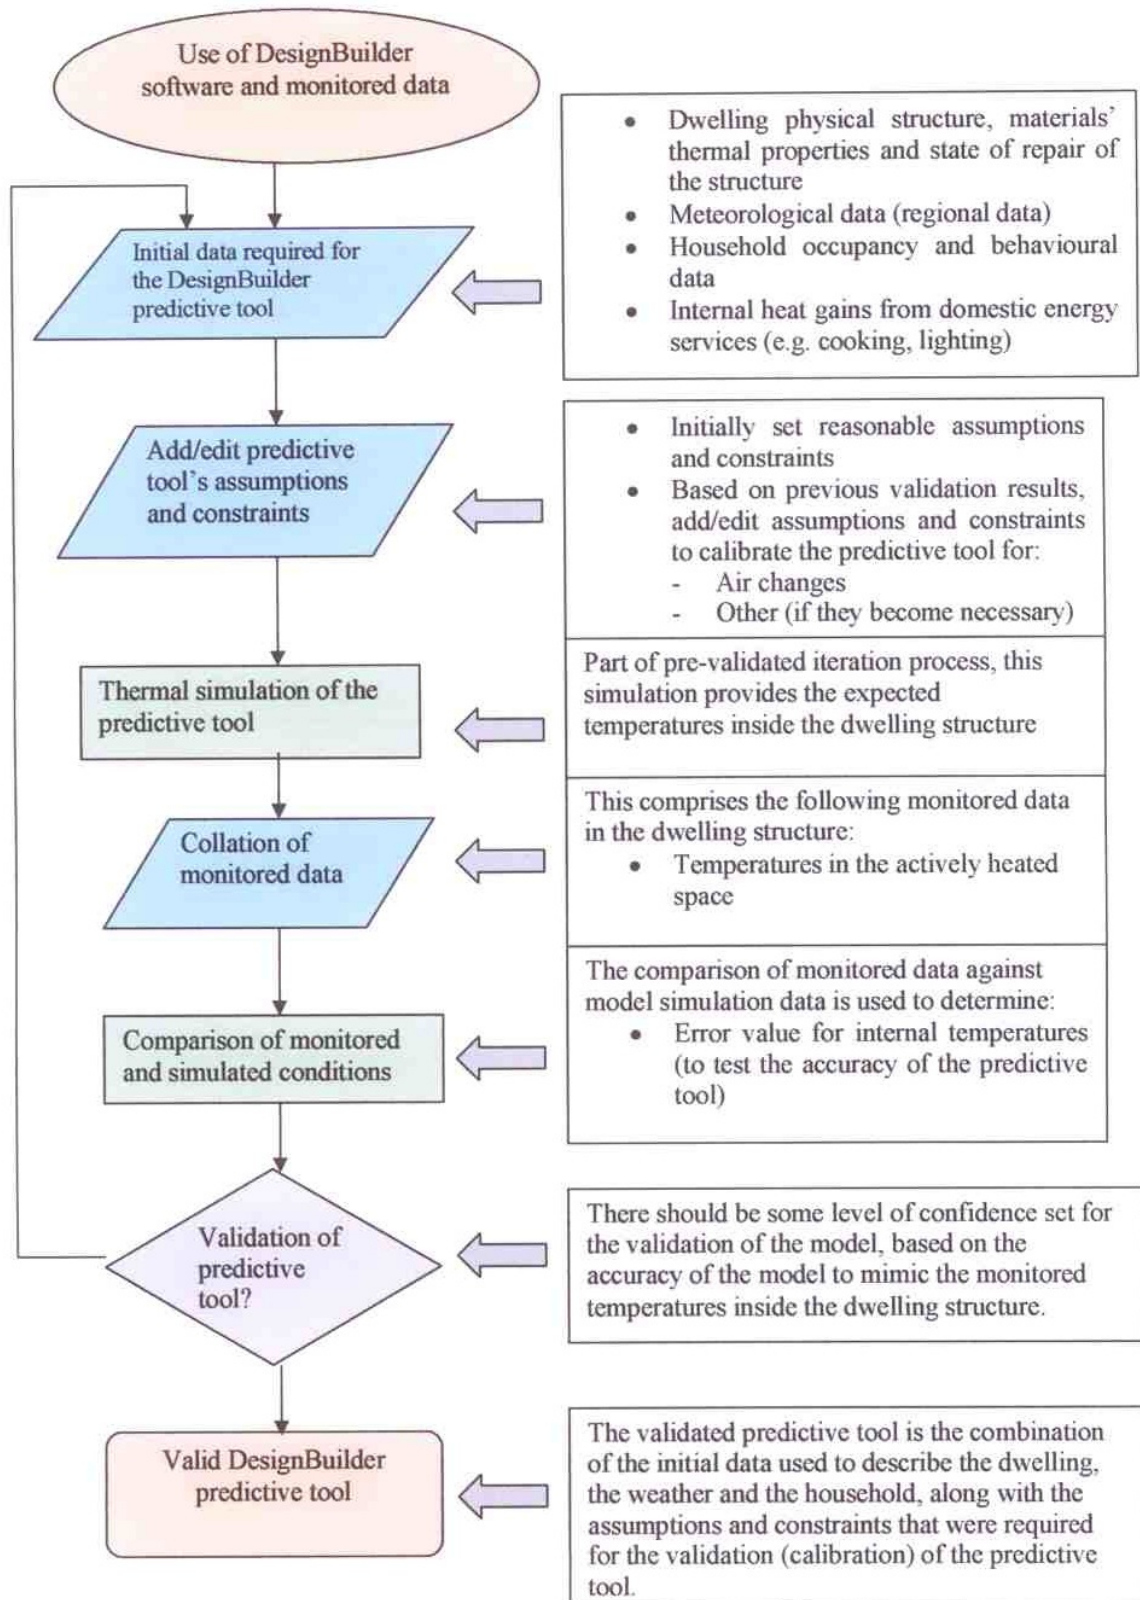 Use of DesignBuilder
software and monitored data
• Dwelling physical structure, materials'
thermal properties and state of repair of
the structure
• Meteorological data (regional data)
• Household occupancy and behavioural
data
• Internal heat gains from domestic energy
services (e.g. cooking, lighting)
Initial data required for
the DesignBuilder
predictive tool
• Initially set reasonable assumptions
and constraints
• Based on previous validation results,
add/edit assumptions and constraints
to calibrate the predictive tool for:
- Air changes
- Other (if they become necessary)
Add/edit predictive
tool's assumptions
and constraints
Part of pre-validated iteration process, this
simulation provides the expected
temperatures inside the dwelling structure
Thermal simulation of the
predictive tool
This comprises the following monitored data
in the dwelling structure:
• Temperatures in the actively heated
space
Collation of
monitored data
The comparison of monitored data against
model simulation data is used to determine:
• Error value for internal temperatures
(to test the accuracy of the predictive
tool)
Comparison of monitored
and simulated conditions
There should be some level of confidence set for
the validation of the model, based on the
accuracy of the model to mimic the monitored
temperatures inside the dwelling structure.
Validation of
predictive
tool?
The validated predictive tool is the combination
of the initial data used to describe the dwelling,
the weather and the household, along with the
assumptions and constraints that were required
for the validation (calibration) of the predictive
tool.
Valid DesignBuilder
predictive tool